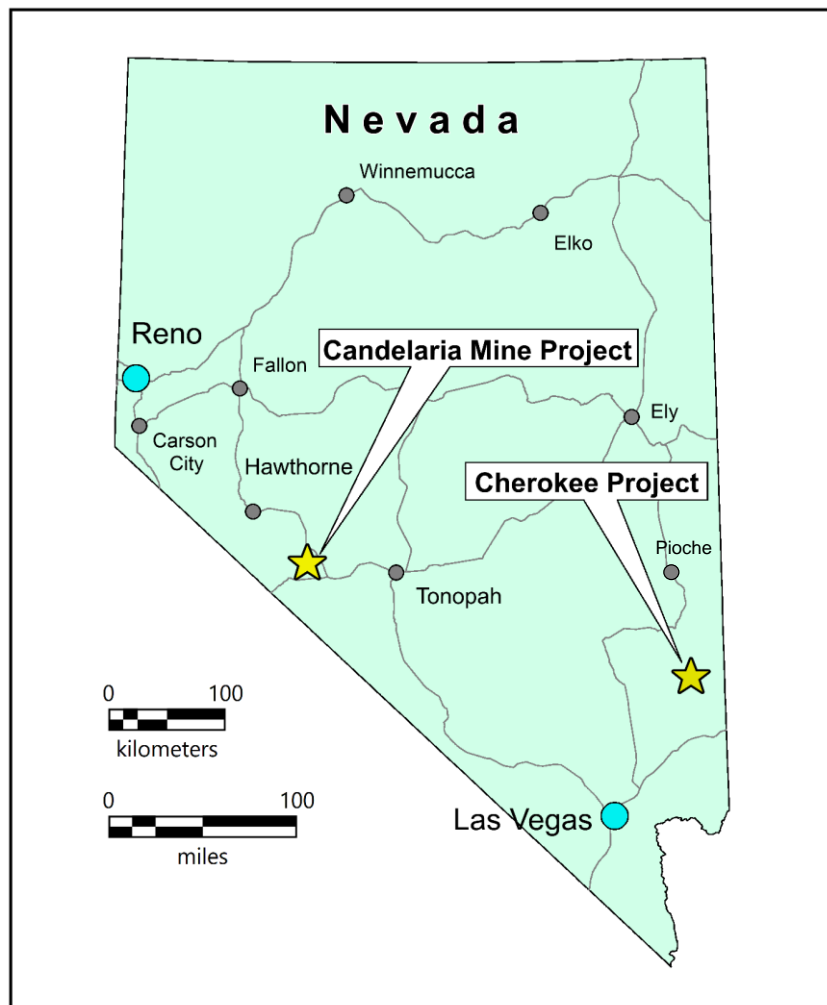 Nevada
Winnemucca
Elko
Reno
Candelaria Mine Project
Fallon
Ely
Carson
City
Hawthorne
Cherokee Project
Pioche
Tonopah
0 100
kilometers
0 100
miles
Las Vegas